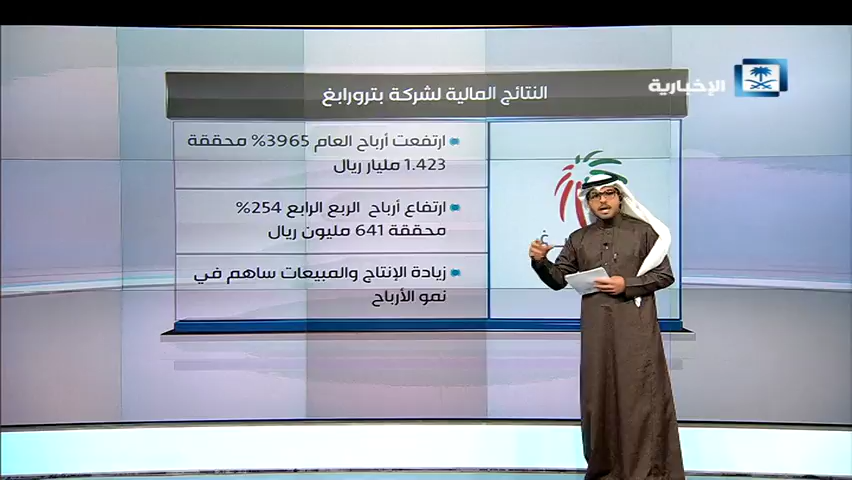 النتائج المالية لشركة بترورابغ
الإخبارية
ارتفعت أرباح العام 3965% محققة
1.423 مليار ريال
ارتفاع أرباح الربع الرابع 254%
محققة 641 مليون ريال
زيادة الإنتاج والمبيعات ساهم في
نمو الأرباح